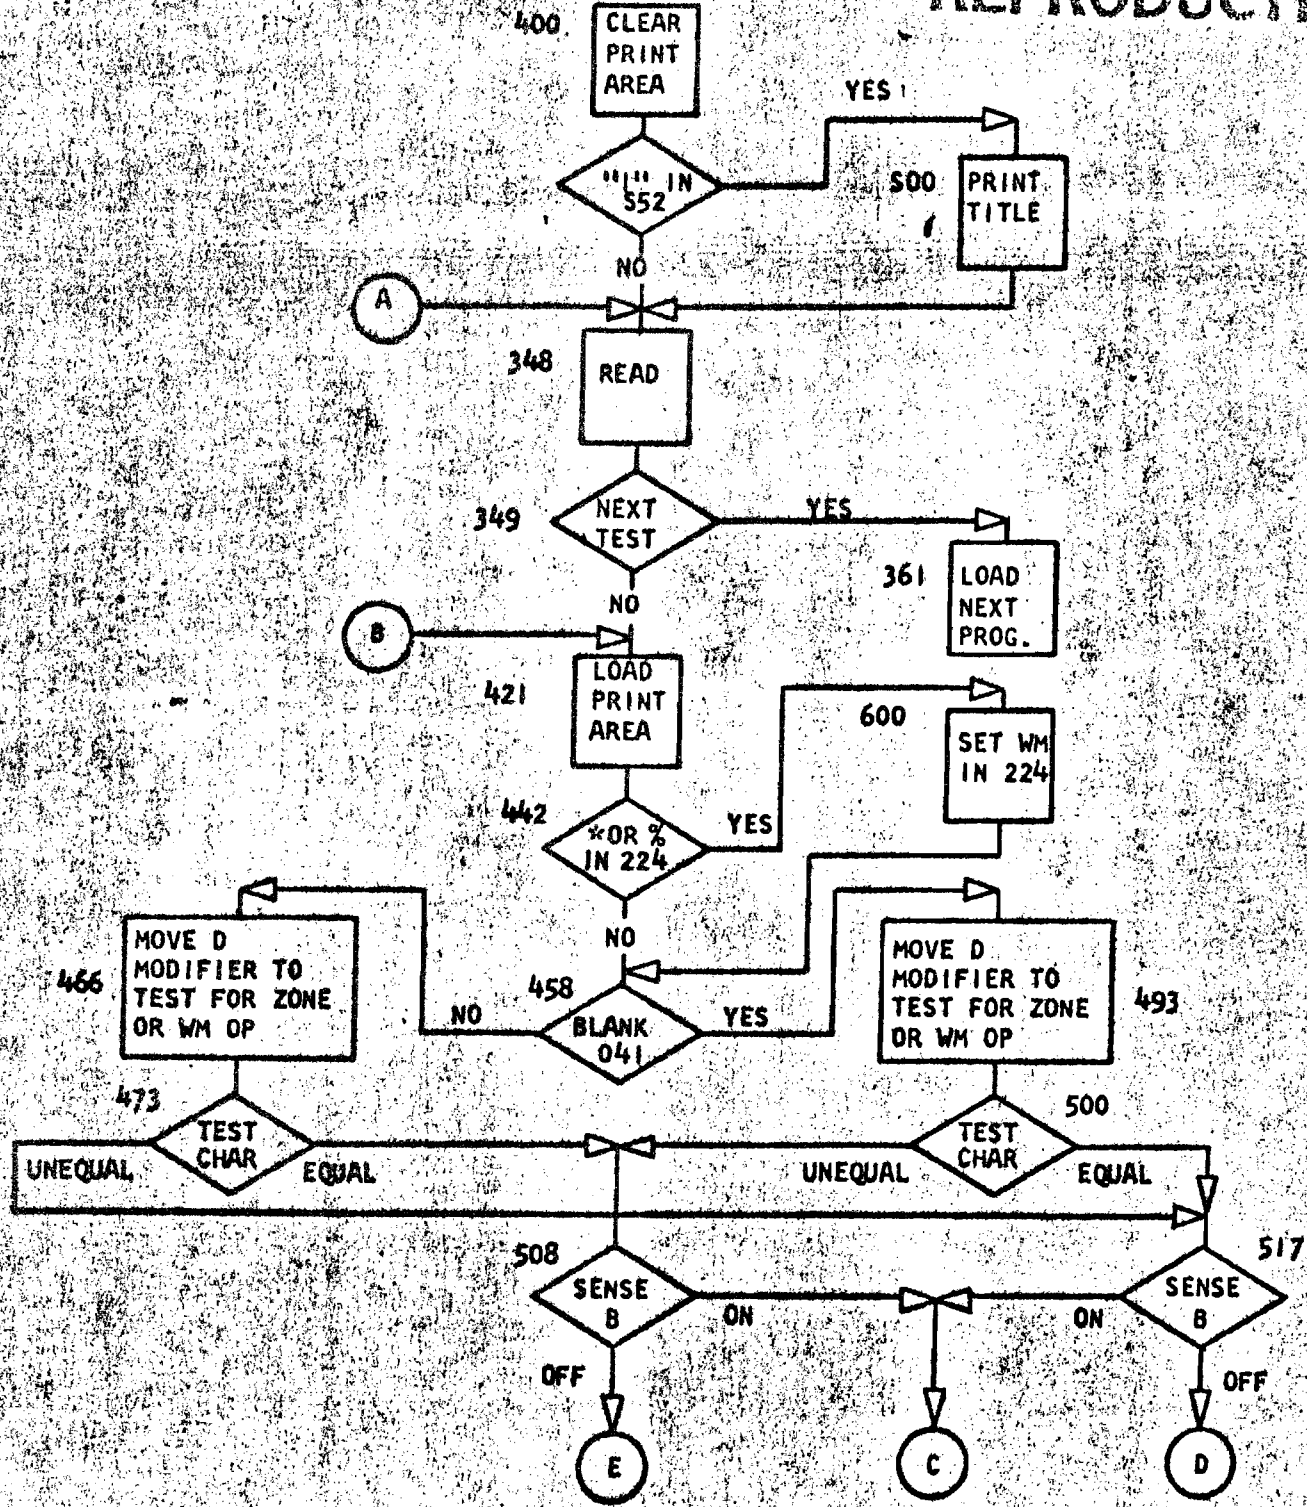 REPRODUCTI
400
CLEAR
PRINT
AREA
YES
"1" IN
S52
S00
PRINT
TITLE
NO
A
348
READ
349
NEXT
TEST
YES
361
LOAD
NEXT
PROG.
NO
B
421
LOAD
PRINT
AREA
600
SET WM
IN 224
442
*OR %
IN 224
YES
NO
466
MOVE D
MODIFIER TO
TEST FOR ZONE
OR WM OP
458
NO
BLANK
041
YES
MOVE D
MODIFIER TO
TEST FOR ZONE
OR WM OP
493
473
TEST
CHAR
UNEQUAL
EQUAL
500
TEST
CHAR
UNEQUAL
EQUAL
508
SENSE
B
ON
OFF
517
SENSE
B
ON
OFF
E
C
D